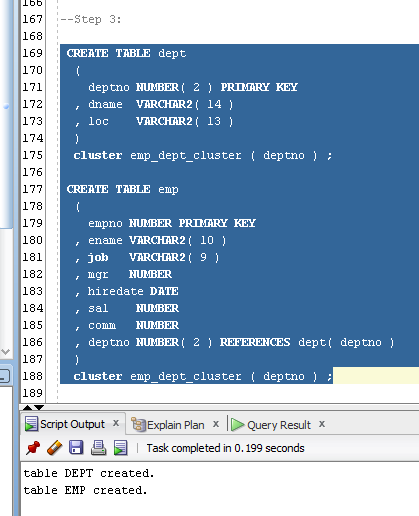 166
167 --Step 3:
168
169 CREATE TABLE dept
170 (
171 deptno NUMBER( 2 ) PRIMARY KEY
172 , dname VARCHAR2( 14 )
173 , loc VARCHAR2( 13 )
174 )
175 cluster emp_dept_cluster ( deptno ) ;
176
177 CREATE TABLE emp
178 (
179 empno NUMBER PRIMARY KEY
180 , ename VARCHAR2( 10 )
181 , job VARCHAR2( 9 )
182 , mgr NUMBER
183 , hiredate DATE
184 , sal NUMBER
185 , comm NUMBER
186 , deptno NUMBER( 2 ) REFERENCES dept( deptno )
187 )
188 cluster emp_dept_cluster ( deptno ) ;
189
Script Output x Explain Plan x Query Result x
Task completed in 0.199 seconds
table DEPT created.
table EMP created.